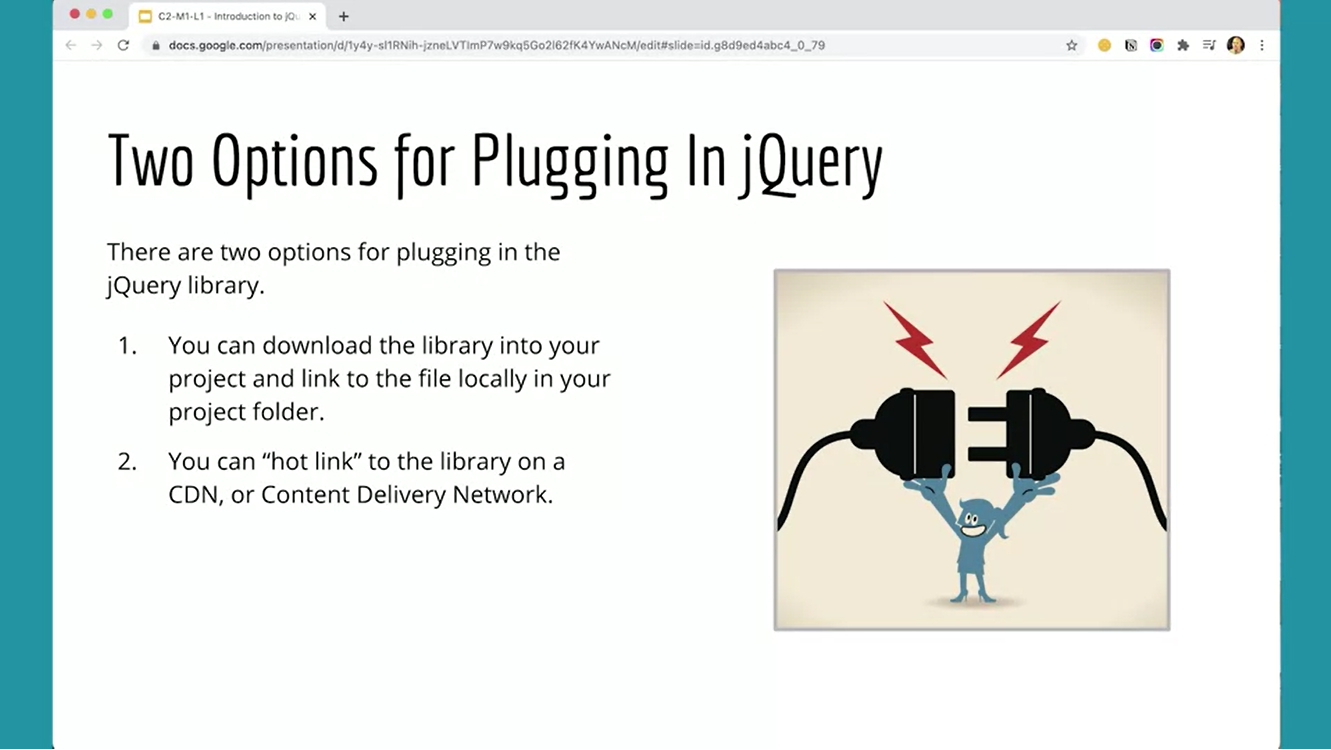 C2-M1-L1 - Introduction to jQu
docs.google.com/presentation/d/1y4y-sI1RNih-jzneLVTlmP7w9kq5Go2I62fK4YwANcM/edit#slide=id.g8d9ed4abc4_0_79
Two Options for Plugging In jQuery
There are two options for plugging in the
jQuery library.
1. You can download the library into your
project and link to the file locally in your
project folder.
2. You can “hot link” to the library on a
CDN, or Content Delivery Network.